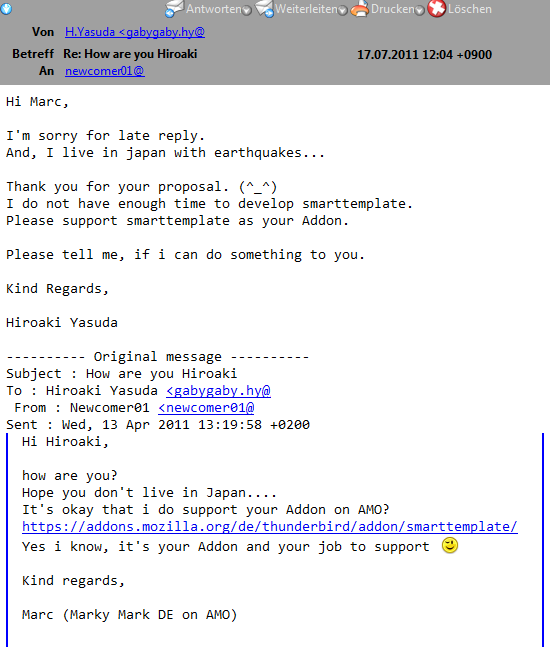 Antworten Weiterleiten Drucken Löschen
Von H.Yasuda <gabygaby.hy@
Betreff Re: How are you Hiroaki 17.07.2011 12:04 +0900
An newcomer01@
Hi Marc,
I'm sorry for late reply.
And, I live in japan with earthquakes...
Thank you for your proposal. (^_^)
I do not have enough time to develop smarttemplate.
Please support smarttemplate as your Addon.
Please tell me, if i can do something to you.
Kind Regards,
Hiroaki Yasuda
---------- Original message ----------
Subject : How are you Hiroaki
To : Hiroaki Yasuda <gabygaby.hy@
From : Newcomer01 <newcomer01@
Sent : Wed, 13 Apr 2011 13:19:58 +0200
Hi Hiroaki,
how are you?
Hope you don't live in Japan....
It's okay that i do support your Addon on AMO?
https://addons.mozilla.org/de/thunderbird/addon/smarttemplate/
Yes i know, it's your Addon and your job to support
Kind regards,
Marc (Marky Mark DE on AMO)